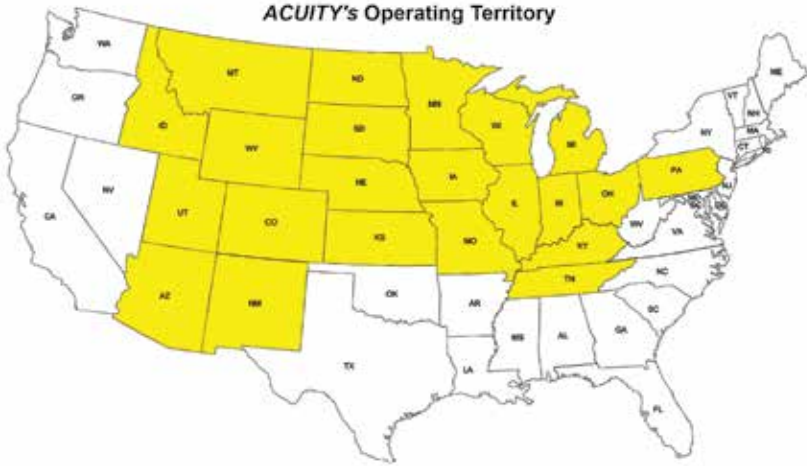 ACUITY's Operating Territory
WA
MT
ND
MN
ME
VT
NH
OR
ID
WY
SD
WI
MI
NY
MA
CT
NV
UT
CO
NE
IA
IL
IN
OH
PA
NJ
CA
KS
MO
KY
WV
VA
AZ
NM
OK
AR
TN
NC
SC
TX
LA
MS
AL
GA
FL